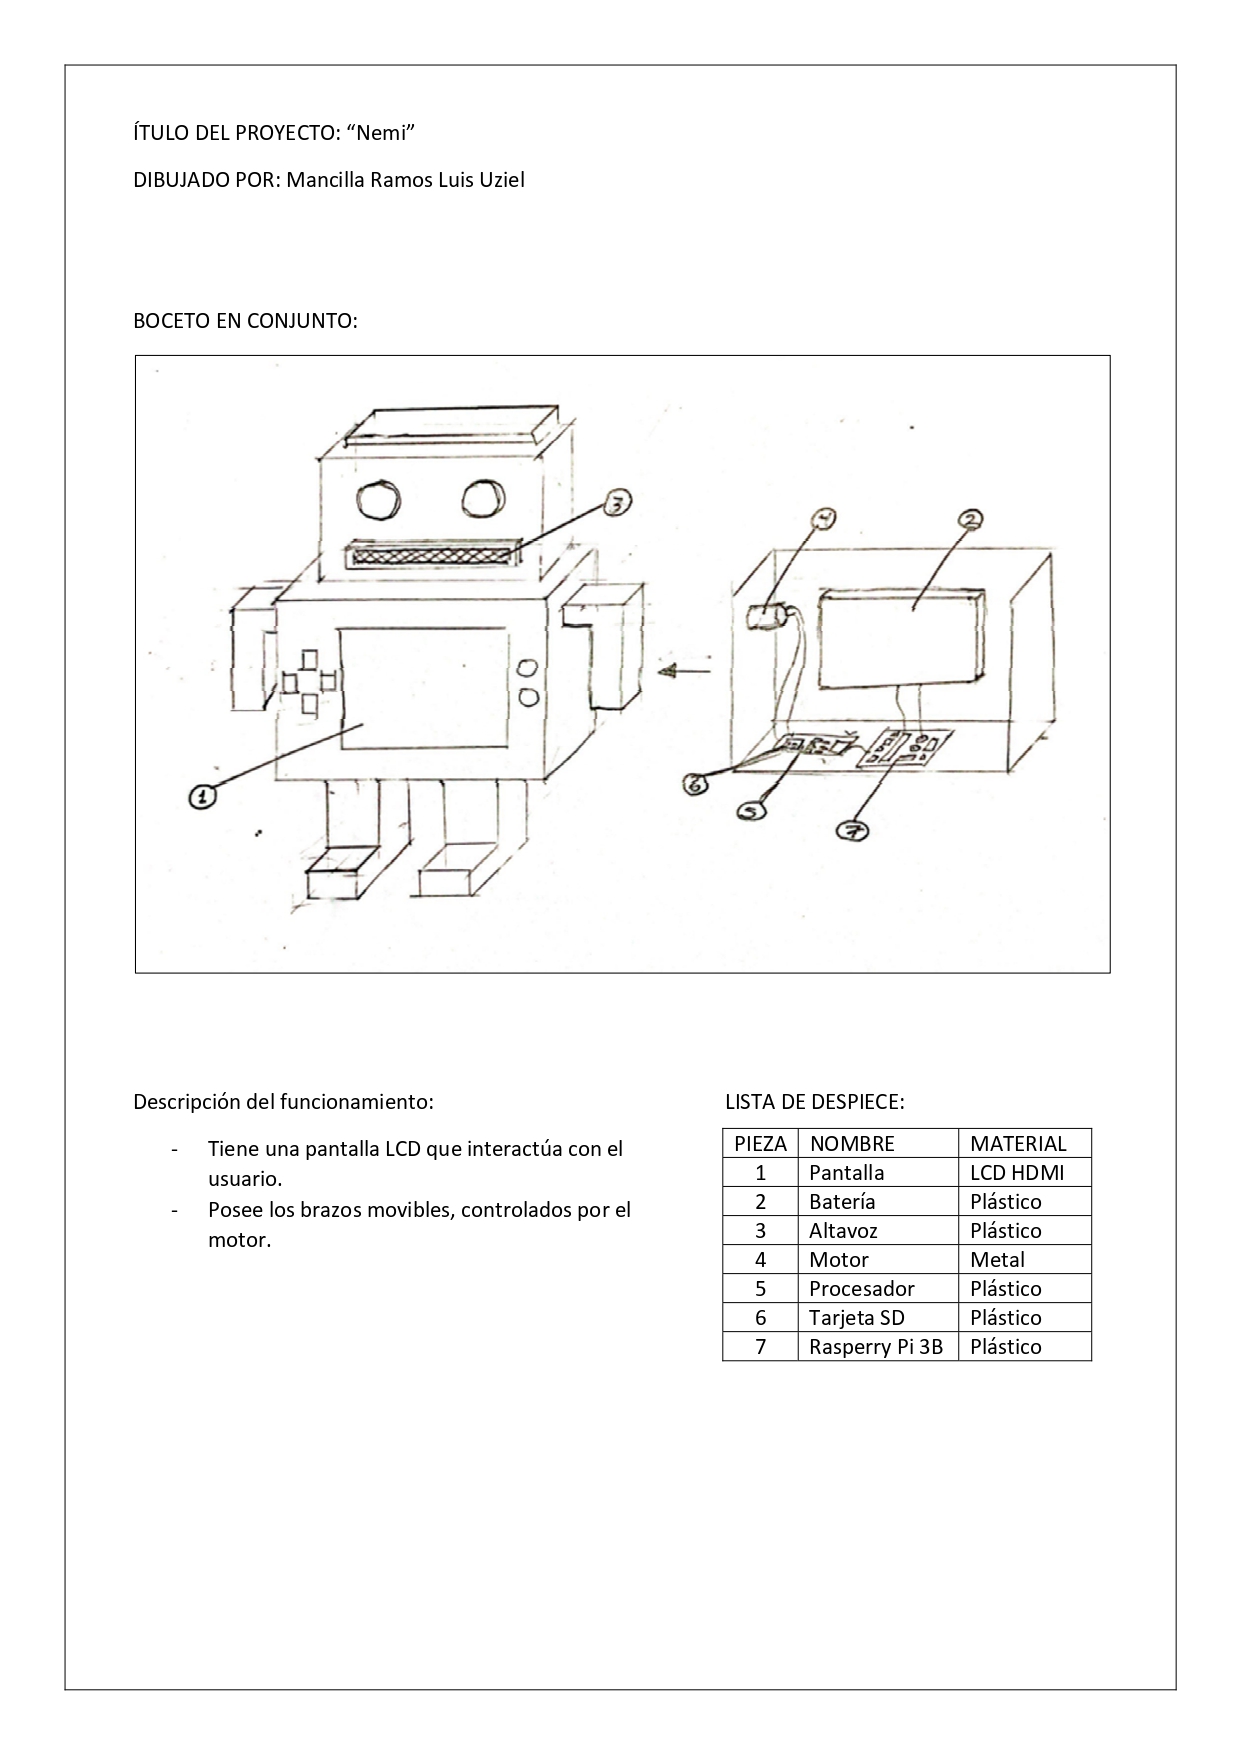 ÍTULO DEL PROYECTO: “Nemi”
DIBUJADO POR: Mancilla Ramos Luis Uziel
BOCETO EN CONJUNTO:
3
4
2
1
6
5
7
Descripción del funcionamiento:
- Tiene una pantalla LCD que interactúa con el
usuario.
- Posee los brazos movibles, controlados por el
motor.
LISTA DE DESPIECE:
PIEZA NOMBRE MATERIAL
1 Pantalla LCD HDMI
2 Batería Plástico
3 Altavoz Plástico
4 Motor Metal
5 Procesador Plástico
6 Tarjeta SD Plástico
7 Rasperry Pi 3B Plástico